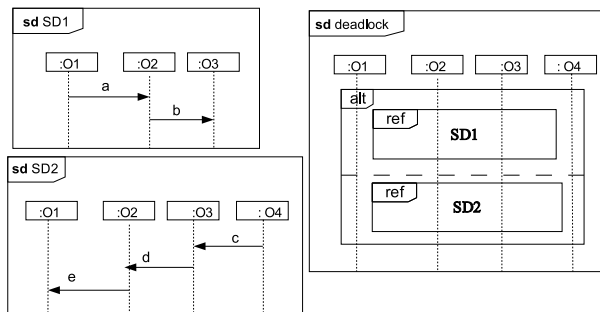 sd SD1
:O1 :O2 :O3
a
b
sd SD2
:O1 :O2 :O3 : O4
c
d
e
sd deadlock
:O1 :O2 :O3 : O4
alt
ref
SD1
ref
SD2